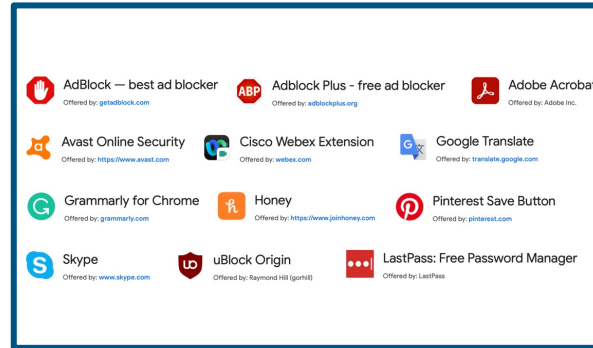 AdBlock — best ad blocker
Offered by: getadblock.com
ABP
Adblock Plus - free ad blocker
Offered by: adblockplus.org
Adobe Acrobat
Offered by: Adobe Inc.
Avast Online Security
Offered by: https://www.avast.com
Cisco Webex Extension
Offered by: webex.com
G
Google Translate
Offered by: translate.google.com
G
Grammarly for Chrome
Offered by: grammarly.com
h
Honey
Offered by: https://www.joinhoney.com
Pinterest Save Button
Offered by: pinterest.com
S
Skype
Offered by: www.skype.com
uBlock Origin
Offered by: Raymond Hill (gorhill)
LastPass: Free Password Manager
Offered by: LastPass